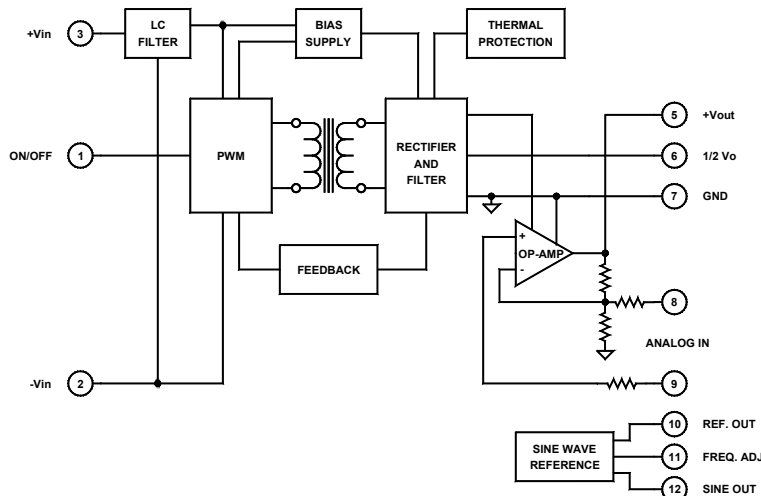 +Vin
3
LC
FILTER
BIAS
SUPPLY
THERMAL
PROTECTION
ON/OFF
1
PWM
RECTIFIER
AND
FILTER
5
+Vout
6
1/2 Vo
7
GND
+
OP-AMP
-
FEEDBACK
8
ANALOG IN
-Vin
2
9
SINE WAVE
REFERENCE
10
REF. OUT
11
FREQ. ADJ
12
SINE OUT